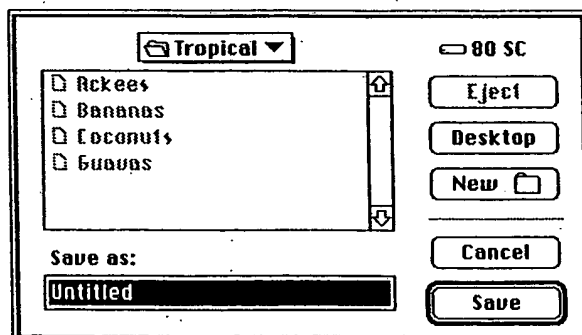 Tropical
80 SC
Ackees
Bananas
Coconuts
Guavas
Eject
Desktop
New
Save as:
Untitled
Cancel
Save